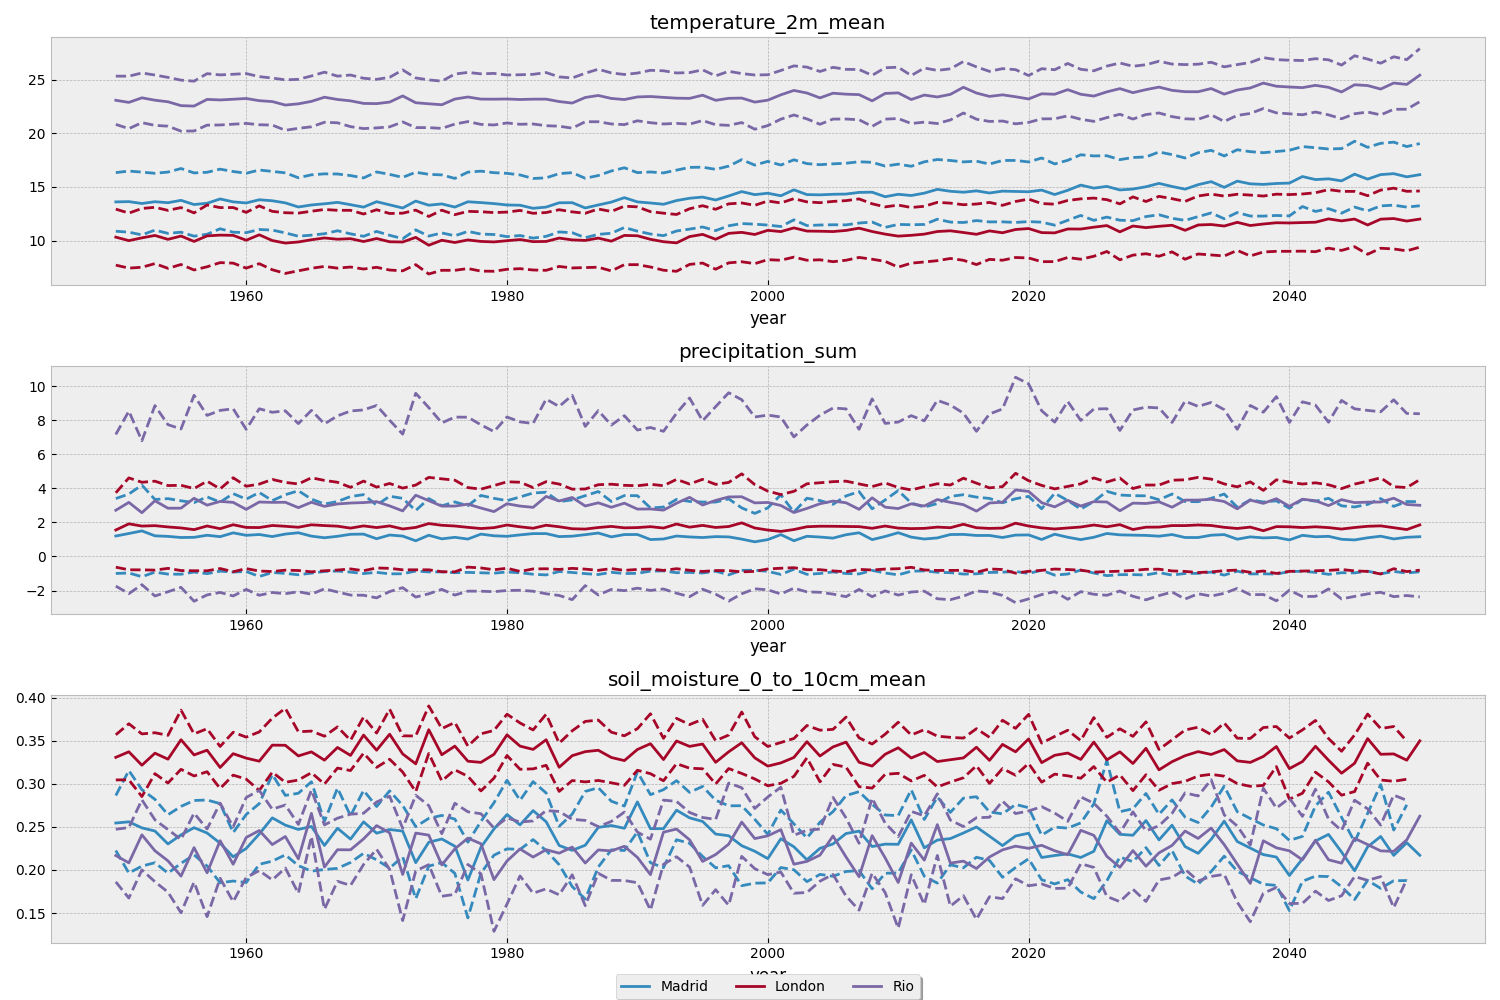 temperature_2m_mean
25
20
15
10
1960 1980 2000 2020 2040
year
precipitation_sum
10
8
6
4
2
0
−2
1960 1980 2000 2020 2040
year
soil_moisture_0_to_10cm_mean
0.40
0.35
0.30
0.25
0.20
0.15
1960 1980 2000 2020 2040
year
Madrid London Rio